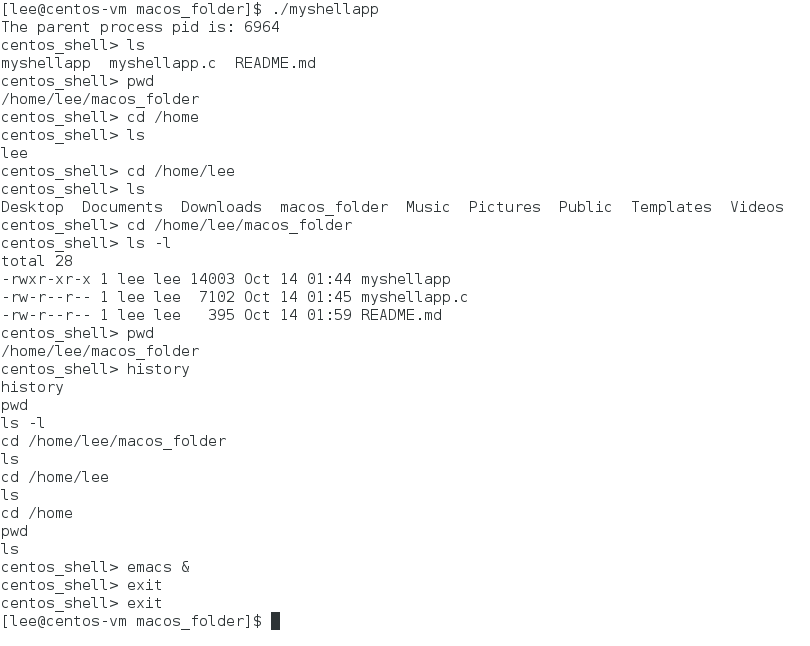 [lee@centos-vm macos_folder]$ ./myshellapp
The parent process pid is: 6964
centos_shell> ls
myshellapp  myshellapp.c  README.md
centos_shell> pwd
/home/lee/macos_folder
centos_shell> cd /home
centos_shell> ls
lee
centos_shell> cd /home/lee
centos_shell> ls
Desktop  Documents  Downloads  macos_folder  Music  Pictures  Public  Templates  Videos
centos_shell> cd /home/lee/macos_folder
centos_shell> ls -l
total 28
-rwxr-xr-x 1 lee lee 14003 Oct 14 01:44 myshellapp
-rw-r--r-- 1 lee lee  7102 Oct 14 01:45 myshellapp.c
-rw-r--r-- 1 lee lee   395 Oct 14 01:59 README.md
centos_shell> pwd
/home/lee/macos_folder
centos_shell> history
history
pwd
ls -l
cd /home/lee/macos_folder
ls
cd /home/lee
ls
cd /home
pwd
ls
centos_shell> emacs &
centos_shell> exit
centos_shell> exit
[lee@centos-vm macos_folder]$